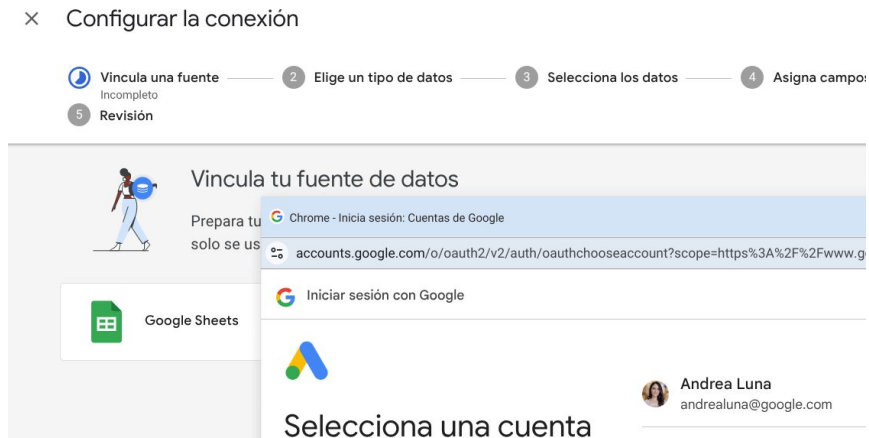 Configurar la conexión
Vincula una fuente
Incompleto
2 Elige un tipo de datos
3 Selecciona los datos
4 Asigna campos
5 Revisión
Vincula tu fuente de datos
Prepara tu
solo se us
Google Sheets
Chrome - Inicia sesión: Cuentas de Google
accounts.google.com/o/oauth2/v2/auth/oauthchooseaccount?scope=https%3A%2F%2Fwww.g
Iniciar sesión con Google
Selecciona una cuenta
Andrea Luna
andrealuna@google.com